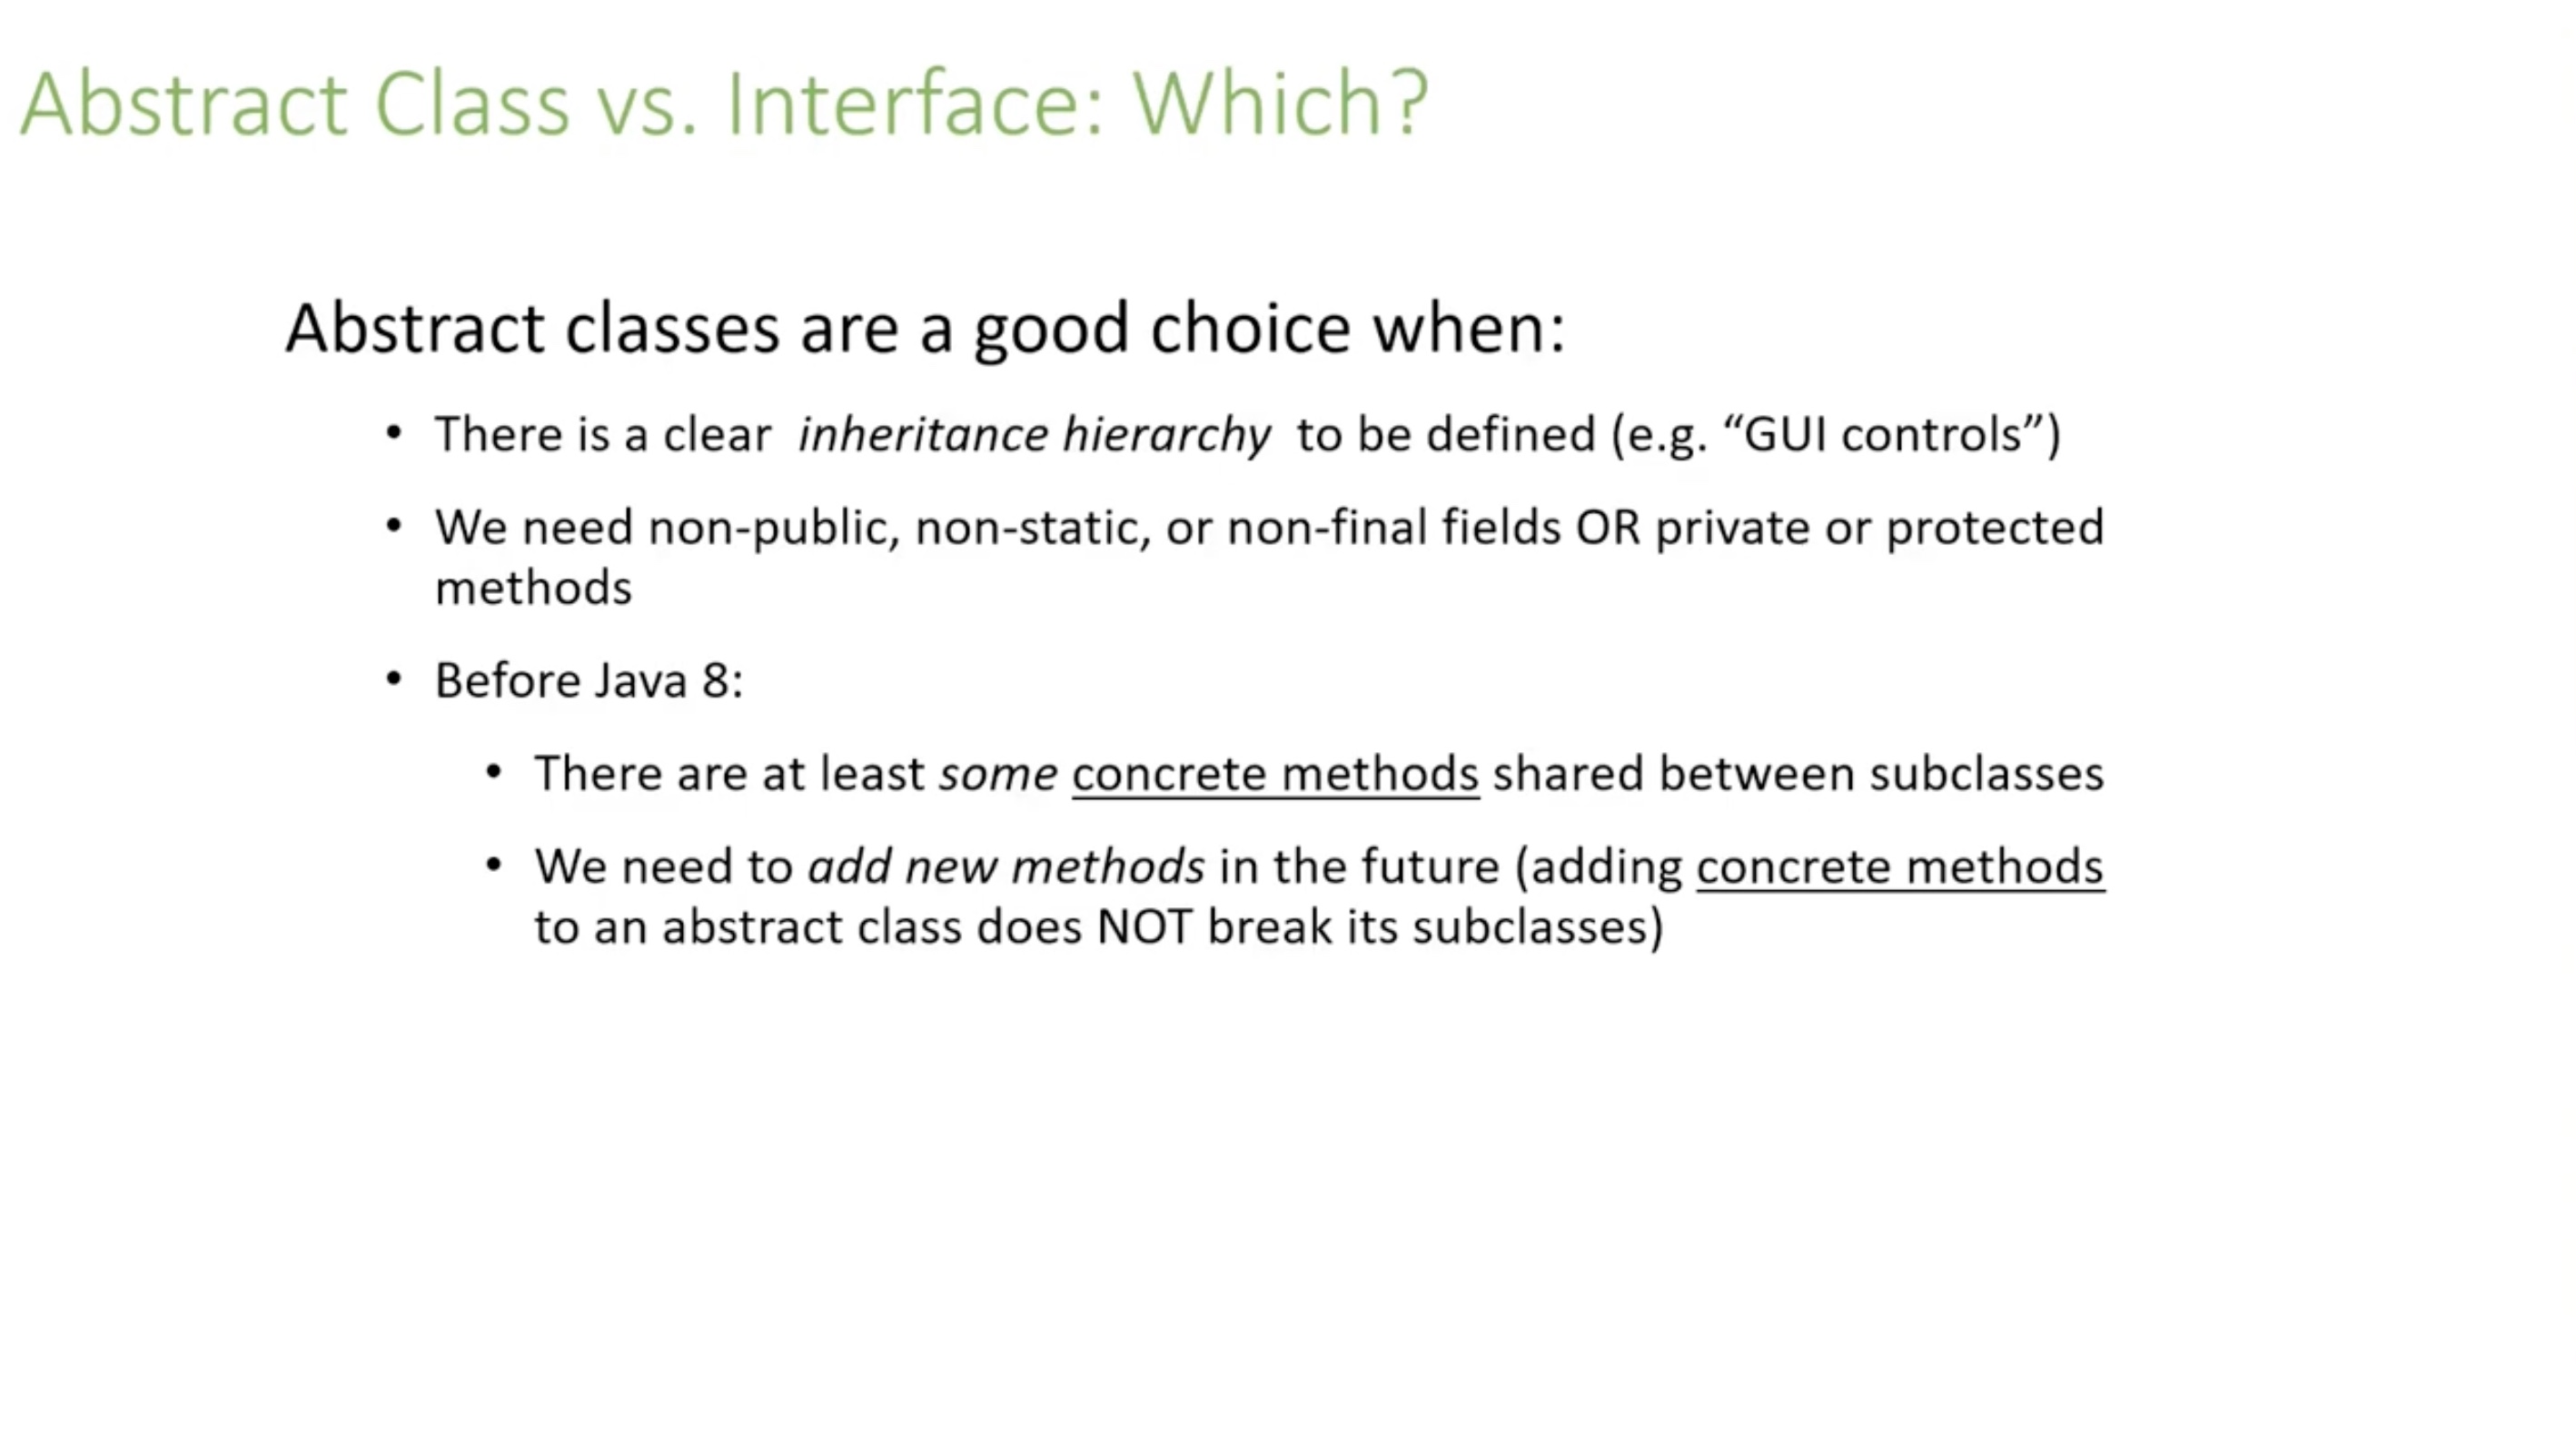 Abstract Class vs. Interface: Which?
Abstract classes are a good choice when:
• There is a clear inheritance hierarchy to be defined (e.g. “GUI controls”)
• We need non-public, non-static, or non-final fields OR private or protected
methods
• Before Java 8:
• There are at least some concrete methods shared between subclasses
• We need to add new methods in the future (adding concrete methods
to an abstract class does NOT break its subclasses)